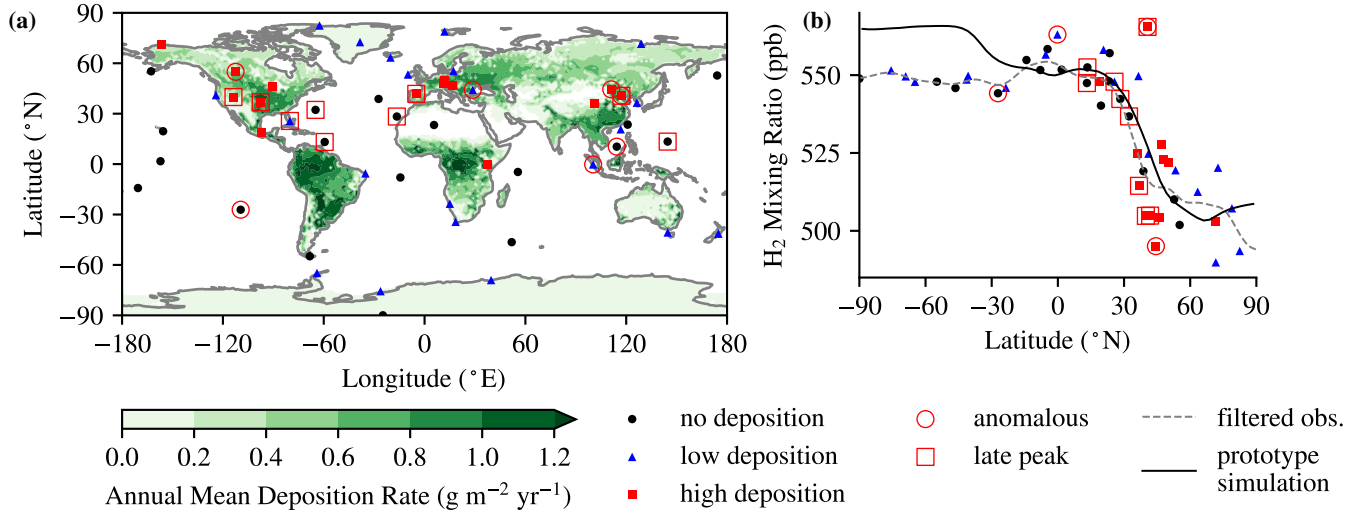 (a)
90
60
30
0
−30
−60
−90
Latitude (°N)
−180
−120
−60
0
60
120
180
Longitude (°E)
(b)
550
525
500
H₂ Mixing Ratio (ppb)
−90
−60
−30
0
30
60
90
Latitude (°N)
0.0 0.2 0.4 0.6 0.8 1.0 1.2
Annual Mean Deposition Rate (g m⁻² yr⁻¹)
no deposition
low deposition
high deposition
anomalous
late peak
filtered obs.
prototype
simulation